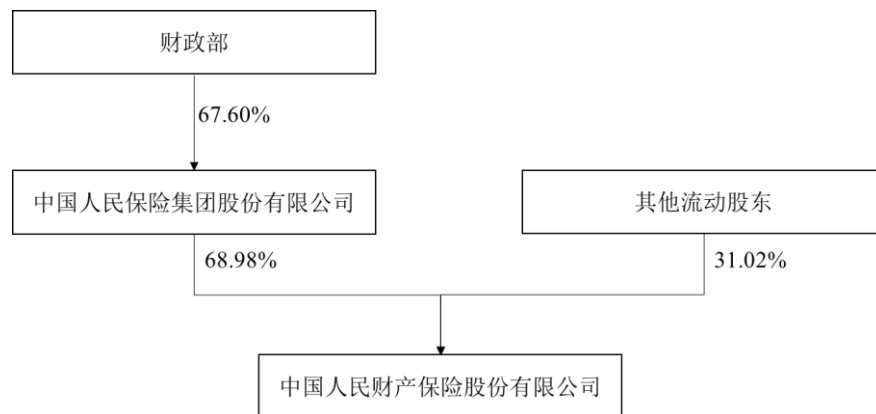 财政部
67.60%
中国人民保险集团股份有限公司
其他流动股东
68.98%
31.02%
中国人民财产保险股份有限公司